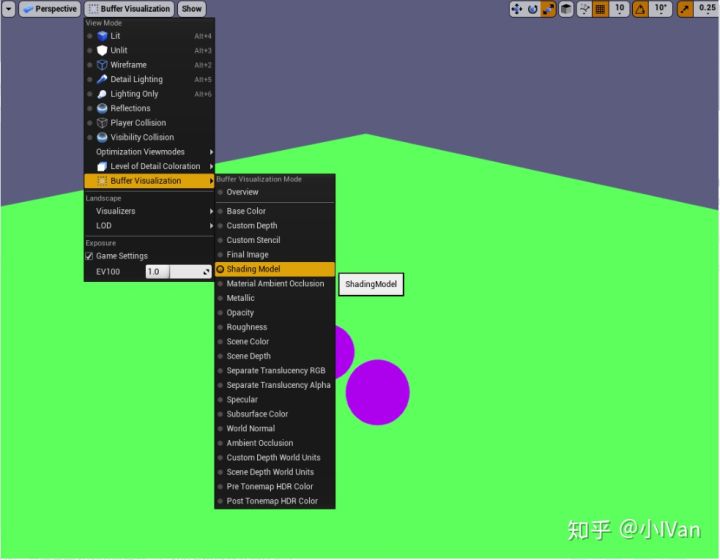 Perspective Buffer Visualization Show 10 10° 0.25
View Mode
Lit Alt+4
Unlit Alt+3
Wireframe Alt+2
Detail Lighting Alt+5
Lighting Only Alt+6
Reflections
Player Collision
Visibility Collision
Optimization Viewmodes
Level of Detail Coloration
Buffer Visualization
Landscape
Visualizers
LOD
Exposure
Game Settings
EV100 1.0
Buffer Visualization Mode
Overview
Base Color
Custom Depth
Custom Stencil
Final Image
Shading Model
Material Ambient Occlusion
Metallic
Opacity
Roughness
Scene Color
Scene Depth
Separate Translucency RGB
Separate Translucency Alpha
Specular
Subsurface Color
World Normal
Ambient Occlusion
Custom Depth World Units
Scene Depth World Units
Pre Tonemap HDR Color
Post Tonemap HDR Color
ShadingModel
知乎 @小IVan